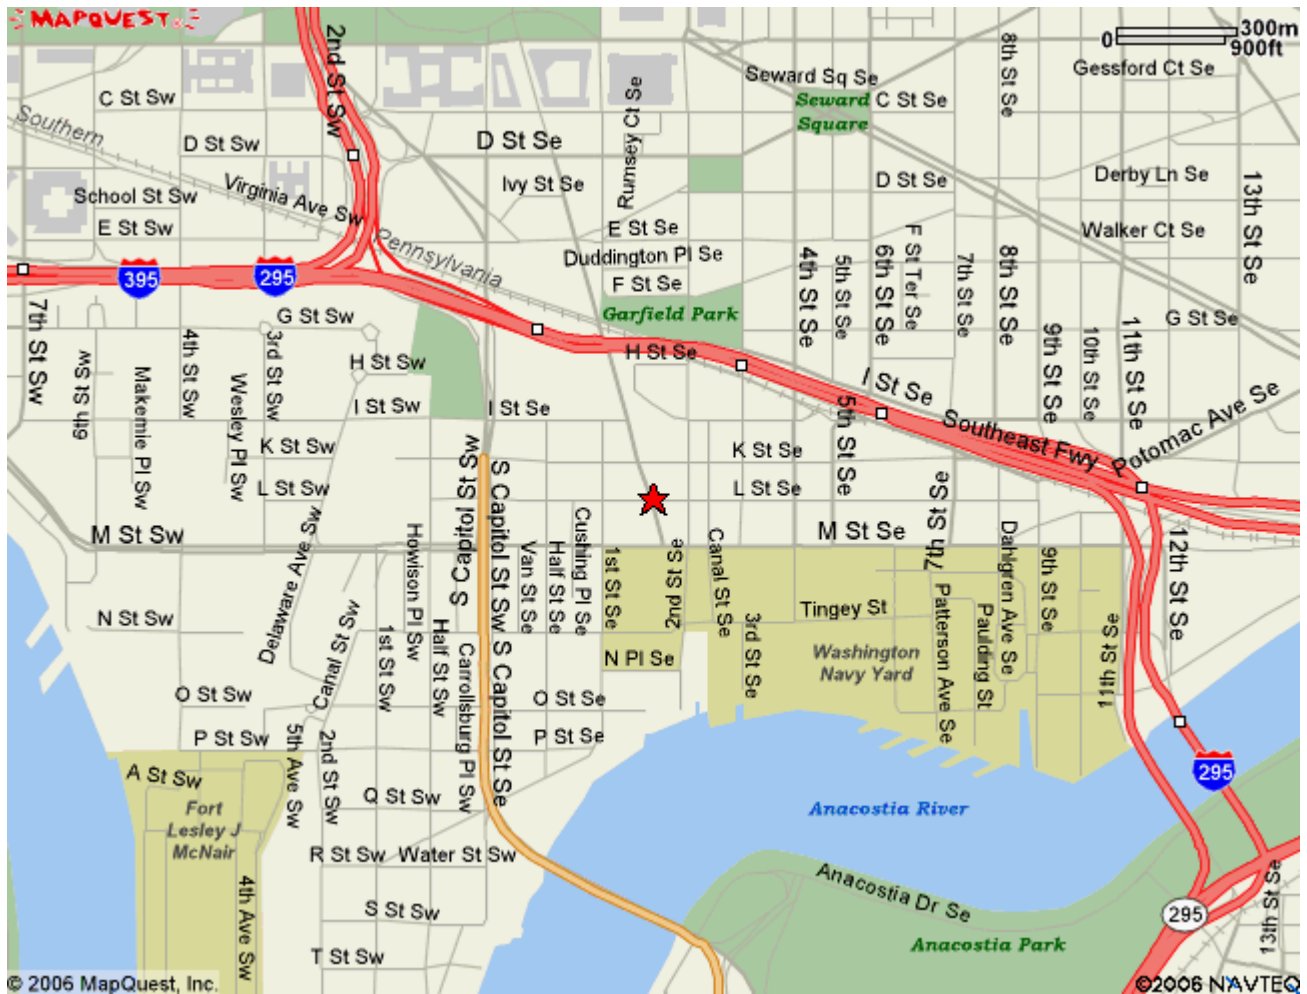 MAPQUEST
300m
0
900ft
2nd St Sw
Seward Sq Se
8th St Se
Gessford Ct Se
C St Sw
Rumsey Ct Se
Seward
Square
C St Se
Southern
D St Sw
D St Se
Virginia Ave Sw
Ivy St Se
D St Se
Derby Ln Se
13th St Se
School St Sw
E St Sw
E St Se
Walker Ct Se
Pennsylvania
Duddington Pl Se
4th St Se
5th St Se
6th St Se
F St Ter Se
7th St Se
8th St Se
395
295
F St Se
7th St Sw
G St Sw
Garfield Park
G St Se
4th St Sw
3rd St Sw
H St Sw
H St Se
9th St Se
10th St Se
11th St Se
6th St Sw
Makemie Pl Sw
Wesley Pl Sw
I St Sw
I St Se
I St Se
5th St Se
Southeast Fwy
Potomac Ave Se
K St Sw
K St Se
S Capitol St Sw
S Capitol St Sw
L St Sw
L St Se
7th St Se
M St Sw
M St Se
Delaware Ave Sw
Howison Pl Sw
Van St Se
Half St Se
Cushing Pl Se
1st St Se
2nd St Se
Canal St Se
Dahlgren Ave Se
9th St Se
12th St Se
N St Sw
Canal St Sw
1st St Sw
Half St Sw
Carrollsburg Pl Sw
S Capitol St Se
3rd St Se
Tingey St
Patterson Ave Se
Paulding St
11th St Se
Washington
Navy Yard
N Pl Se
O St Sw
O St Se
P St Sw
P St Se
5th Ave Sw
2nd St Sw
A St Sw
295
Fort
Lesley J
McNair
Q St Sw
Anacostia River
R St Sw
Water St Sw
4th Ave Sw
Anacostia Dr Se
S St Sw
295
13th St Se
T St Sw
Anacostia Park
© 2006 MapQuest, Inc.
©2006 NAVTEQ